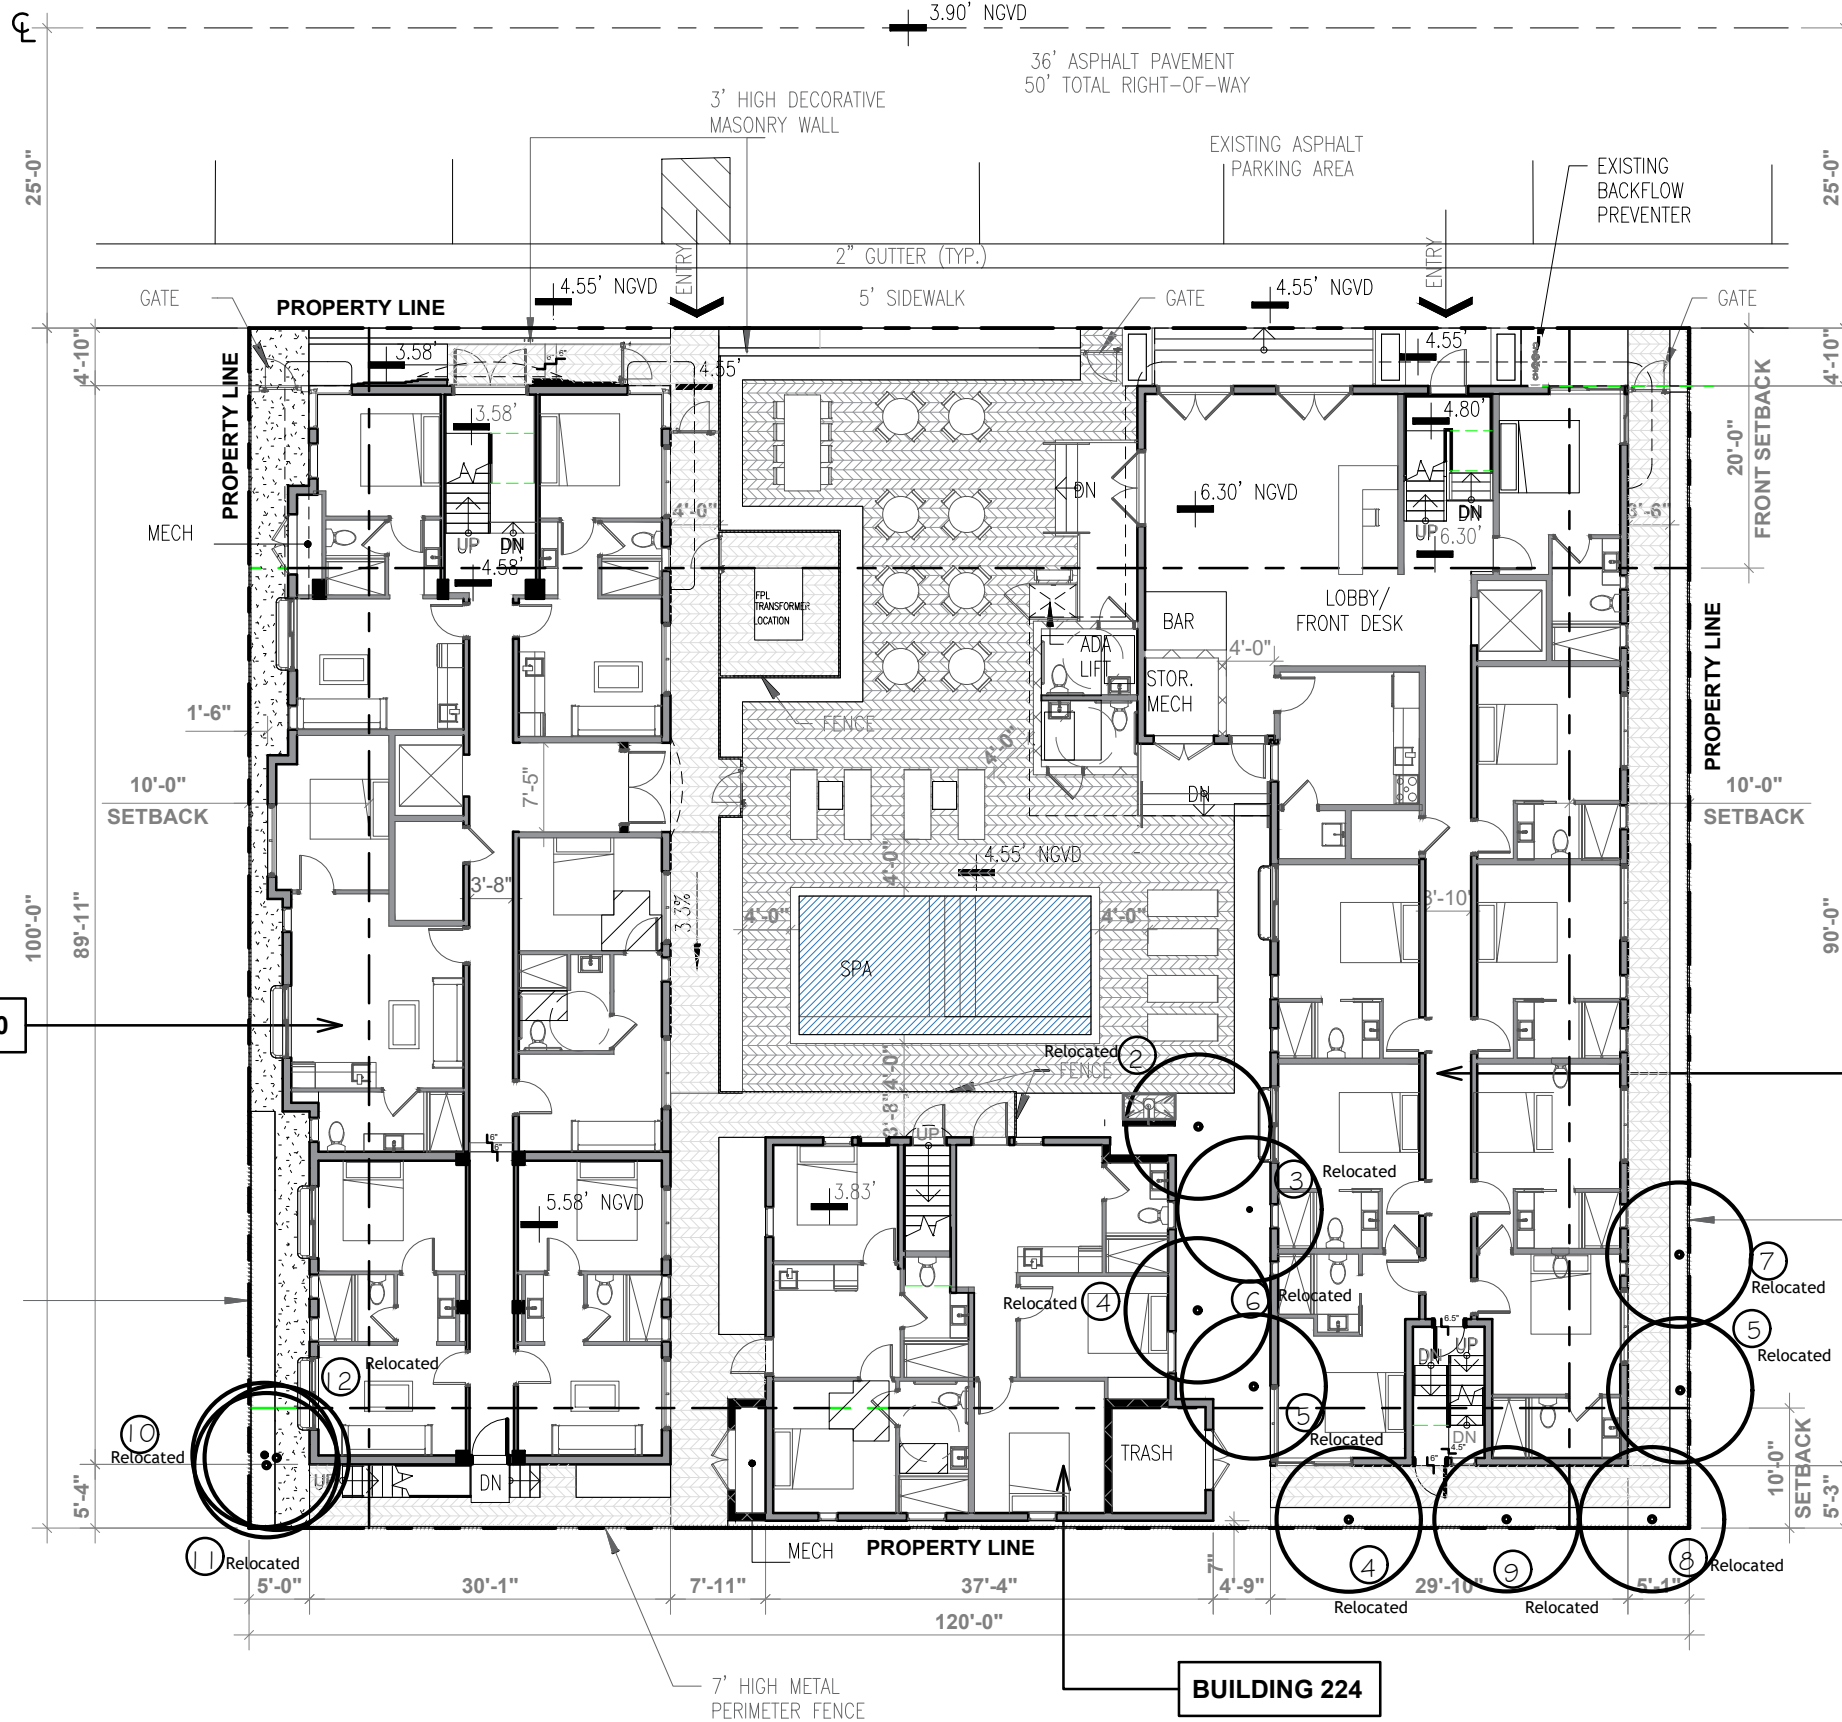 ℄
3.90' NGVD
36' ASPHALT PAVEMENT
50' TOTAL RIGHT-OF-WAY
3' HIGH DECORATIVE
MASONRY WALL
EXISTING ASPHALT
PARKING AREA
EXISTING
BACKFLOW
PREVENTER
25'-0"
25'-0"
ENTRY
2" GUTTER (TYP.)
ENTRY
GATE
PROPERTY LINE
4.55' NGVD
5' SIDEWALK
GATE
4.55' NGVD
GATE
4'-10"
PROPERTY LINE
3.58'
6"
6"
4.55'
4.55'
4'-10"
3.58'
4.80'
20'-0"
FRONT SETBACK
MECH
4'-0"
DN
6.30' NGVD
DN
3'-6"
UP
DN
4.58'
UP
6.30'
FPL
TRANSFORMER
LOCATION
BAR
LOBBY/
FRONT DESK
PROPERTY LINE
ADA
LIFT
4'-0"
STOR.
MECH
1'-6"
FENCE
4'-0"
10'-0"
SETBACK
7'-5"
DN
10'-0"
SETBACK
4.55' NGVD
3'-8"
4'-0"
3.3%
4'-0"
4'-0"
3'-10"
100'-0"
89'-11"
90'-0"
SPA
0
Relocated
2
FENCE
4'-0"
3'-8"
UP
6"
6"
3
Relocated
3.83'
5.58' NGVD
7
Relocated
Relocated
4
6
Relocated
5
Relocated
6.5"
DN
UP
12
Relocated
5
Relocated
DN
4.5"
6"
10
Relocated
TRASH
10'-0"
SETBACK
UP
DN
5'-4"
5'-3"
MECH
PROPERTY LINE
7"
11
Relocated
4
Relocated
9
Relocated
8
Relocated
5'-0"
30'-1"
7'-11"
37'-4"
4'-9"
29'-10"
5'-1"
120'-0"
7' HIGH METAL
PERIMETER FENCE
BUILDING 224